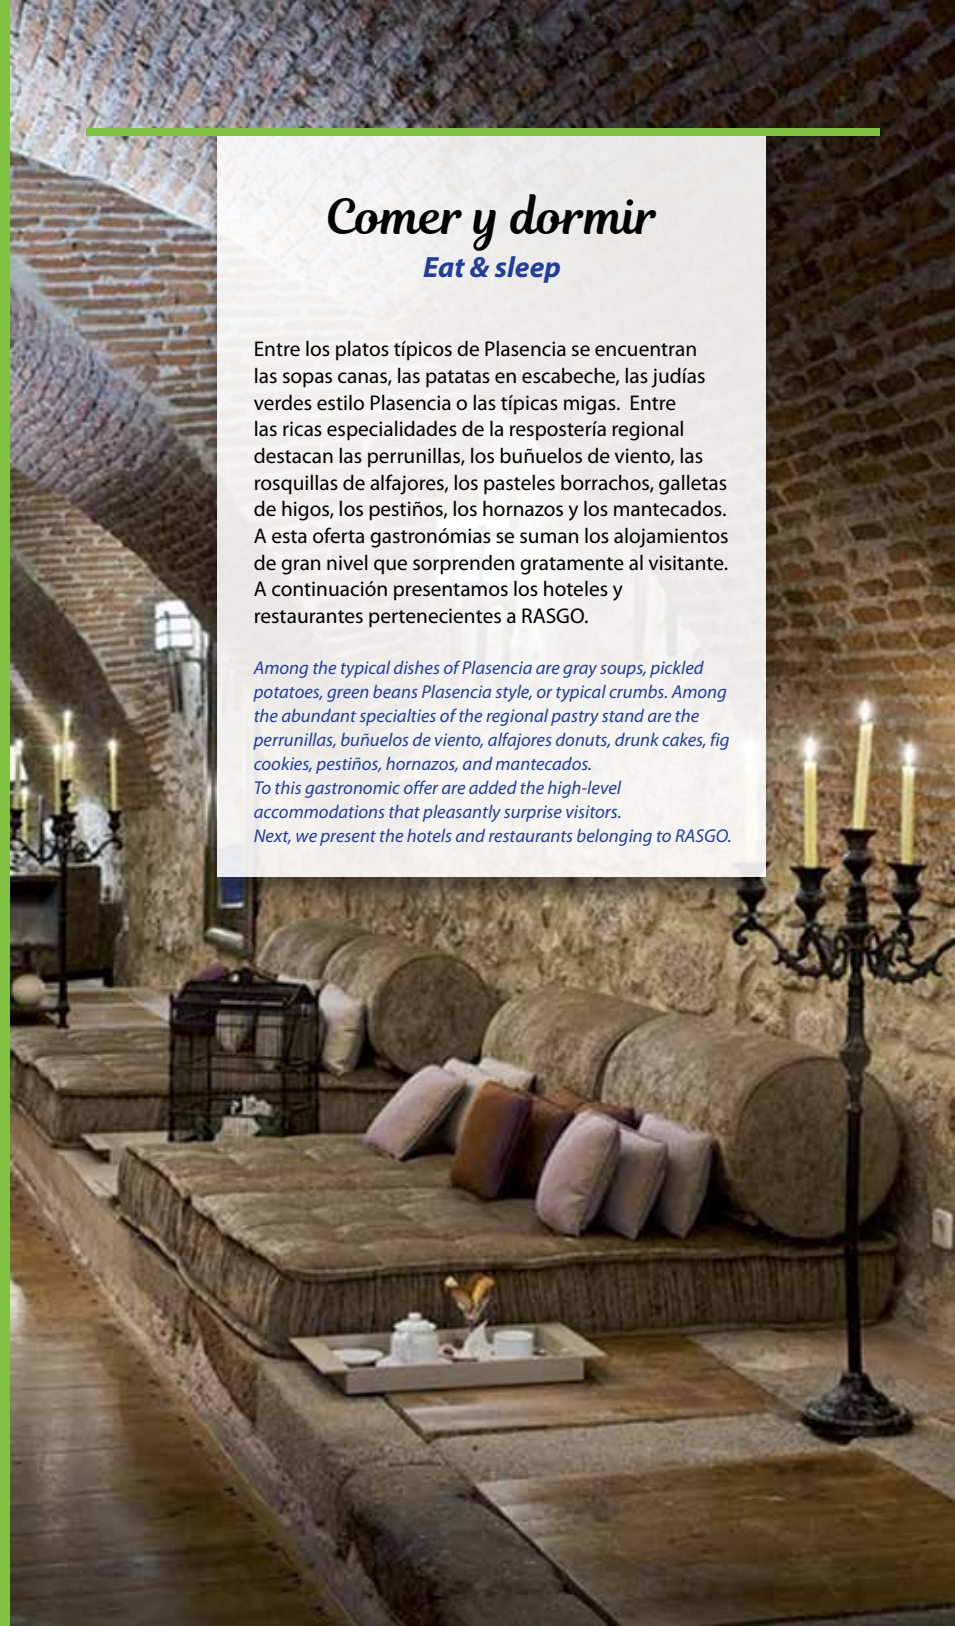 Comer y dormir
Eat & sleep
Entre los platos típicos de Plasencia se encuentran
las sopas canas, las patatas en escabeche, las judías
verdes estilo Plasencia o las típicas migas.  Entre
las ricas especialidades de la respostería regional
destacan las perrunillas, los buñuelos de viento, las
rosquillas de alfajores, los pasteles borrachos, galletas
de higos, los pestiños, los hornazos y los mantecados.
A esta oferta gastronómias se suman los alojamientos
de gran nivel que sorprenden gratamente al visitante.
A continuación presentamos los hoteles y
restaurantes pertenecientes a RASGO.
Among the typical dishes of Plasencia are gray soups, pickled
potatoes, green beans Plasencia style, or typical crumbs. Among
the abundant specialties of the regional pastry stand are the
perrunillas, buñuelos de viento, alfajores donuts, drunk cakes, fig
cookies, pestiños, hornazos, and mantecados.
To this gastronomic offer are added the high-level
accommodations that pleasantly surprise visitors.
Next, we present the hotels and restaurants belonging to RASGO.